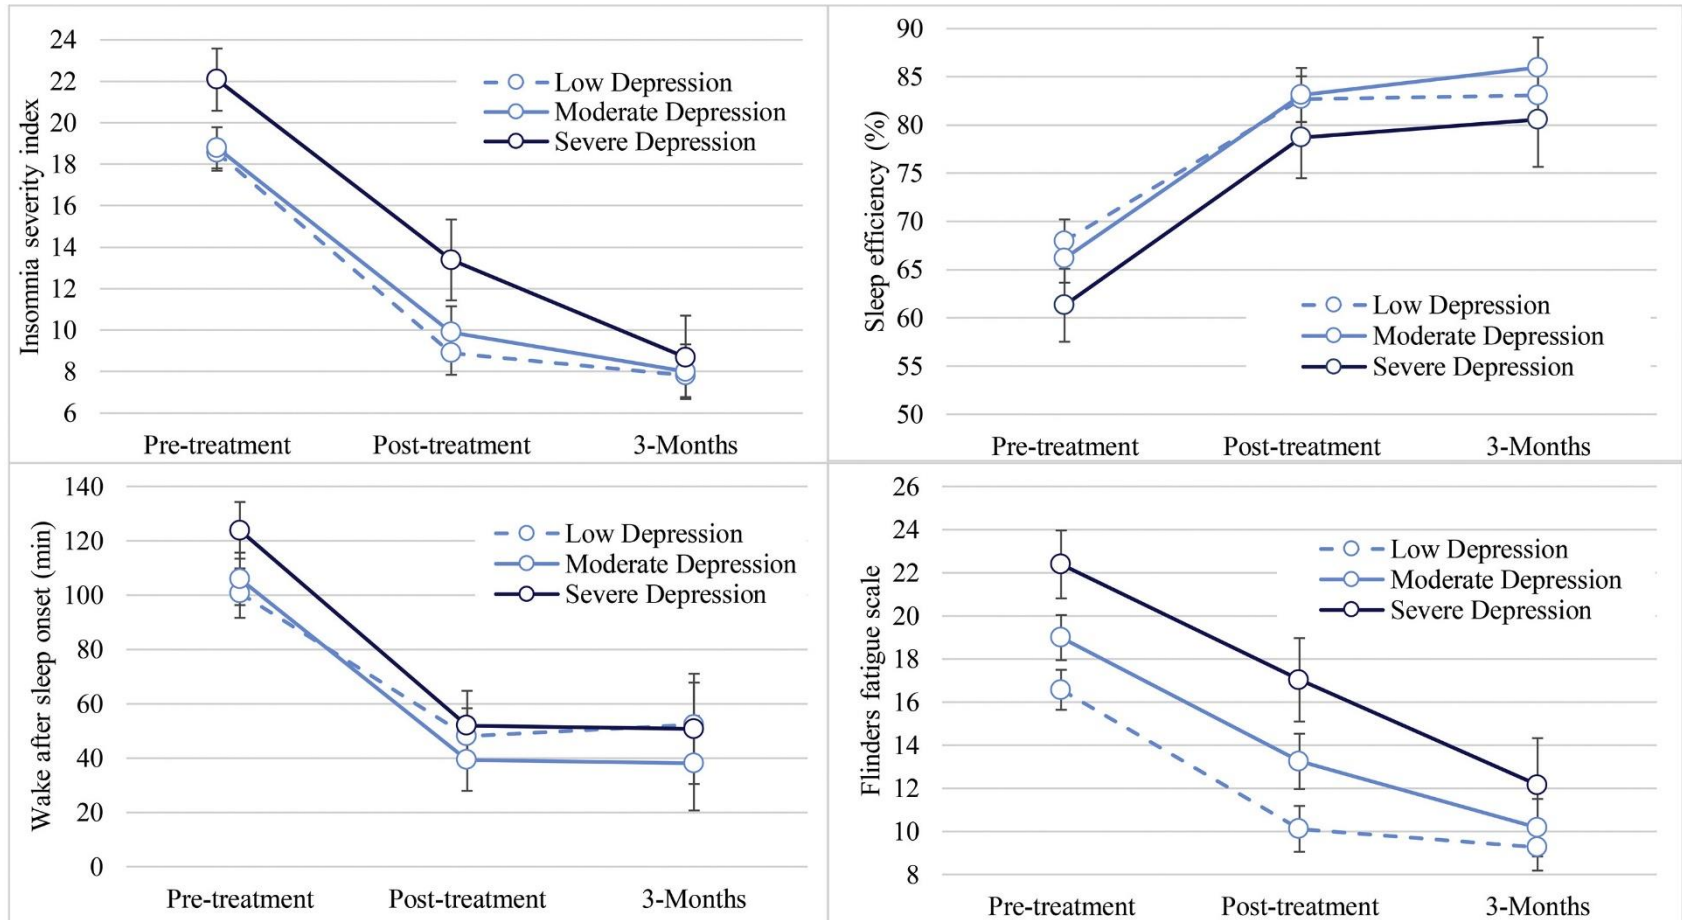 Insomnia severity index
24
22
20
18
16
14
12
10
8
6
Low Depression
Moderate Depression
Severe Depression
Pre-treatment
Post-treatment
3-Months
Sleep efficiency (%)
90
85
80
75
70
65
60
55
50
Low Depression
Moderate Depression
Severe Depression
Pre-treatment
Post-treatment
3-Months
Wake after sleep onset (min)
140
120
100
80
60
40
20
0
Low Depression
Moderate Depression
Severe Depression
Pre-treatment
Post-treatment
3-Months
Flinders fatigue scale
26
24
22
20
18
16
14
12
10
8
Low Depression
Moderate Depression
Severe Depression
Pre-treatment
Post-treatment
3-Months